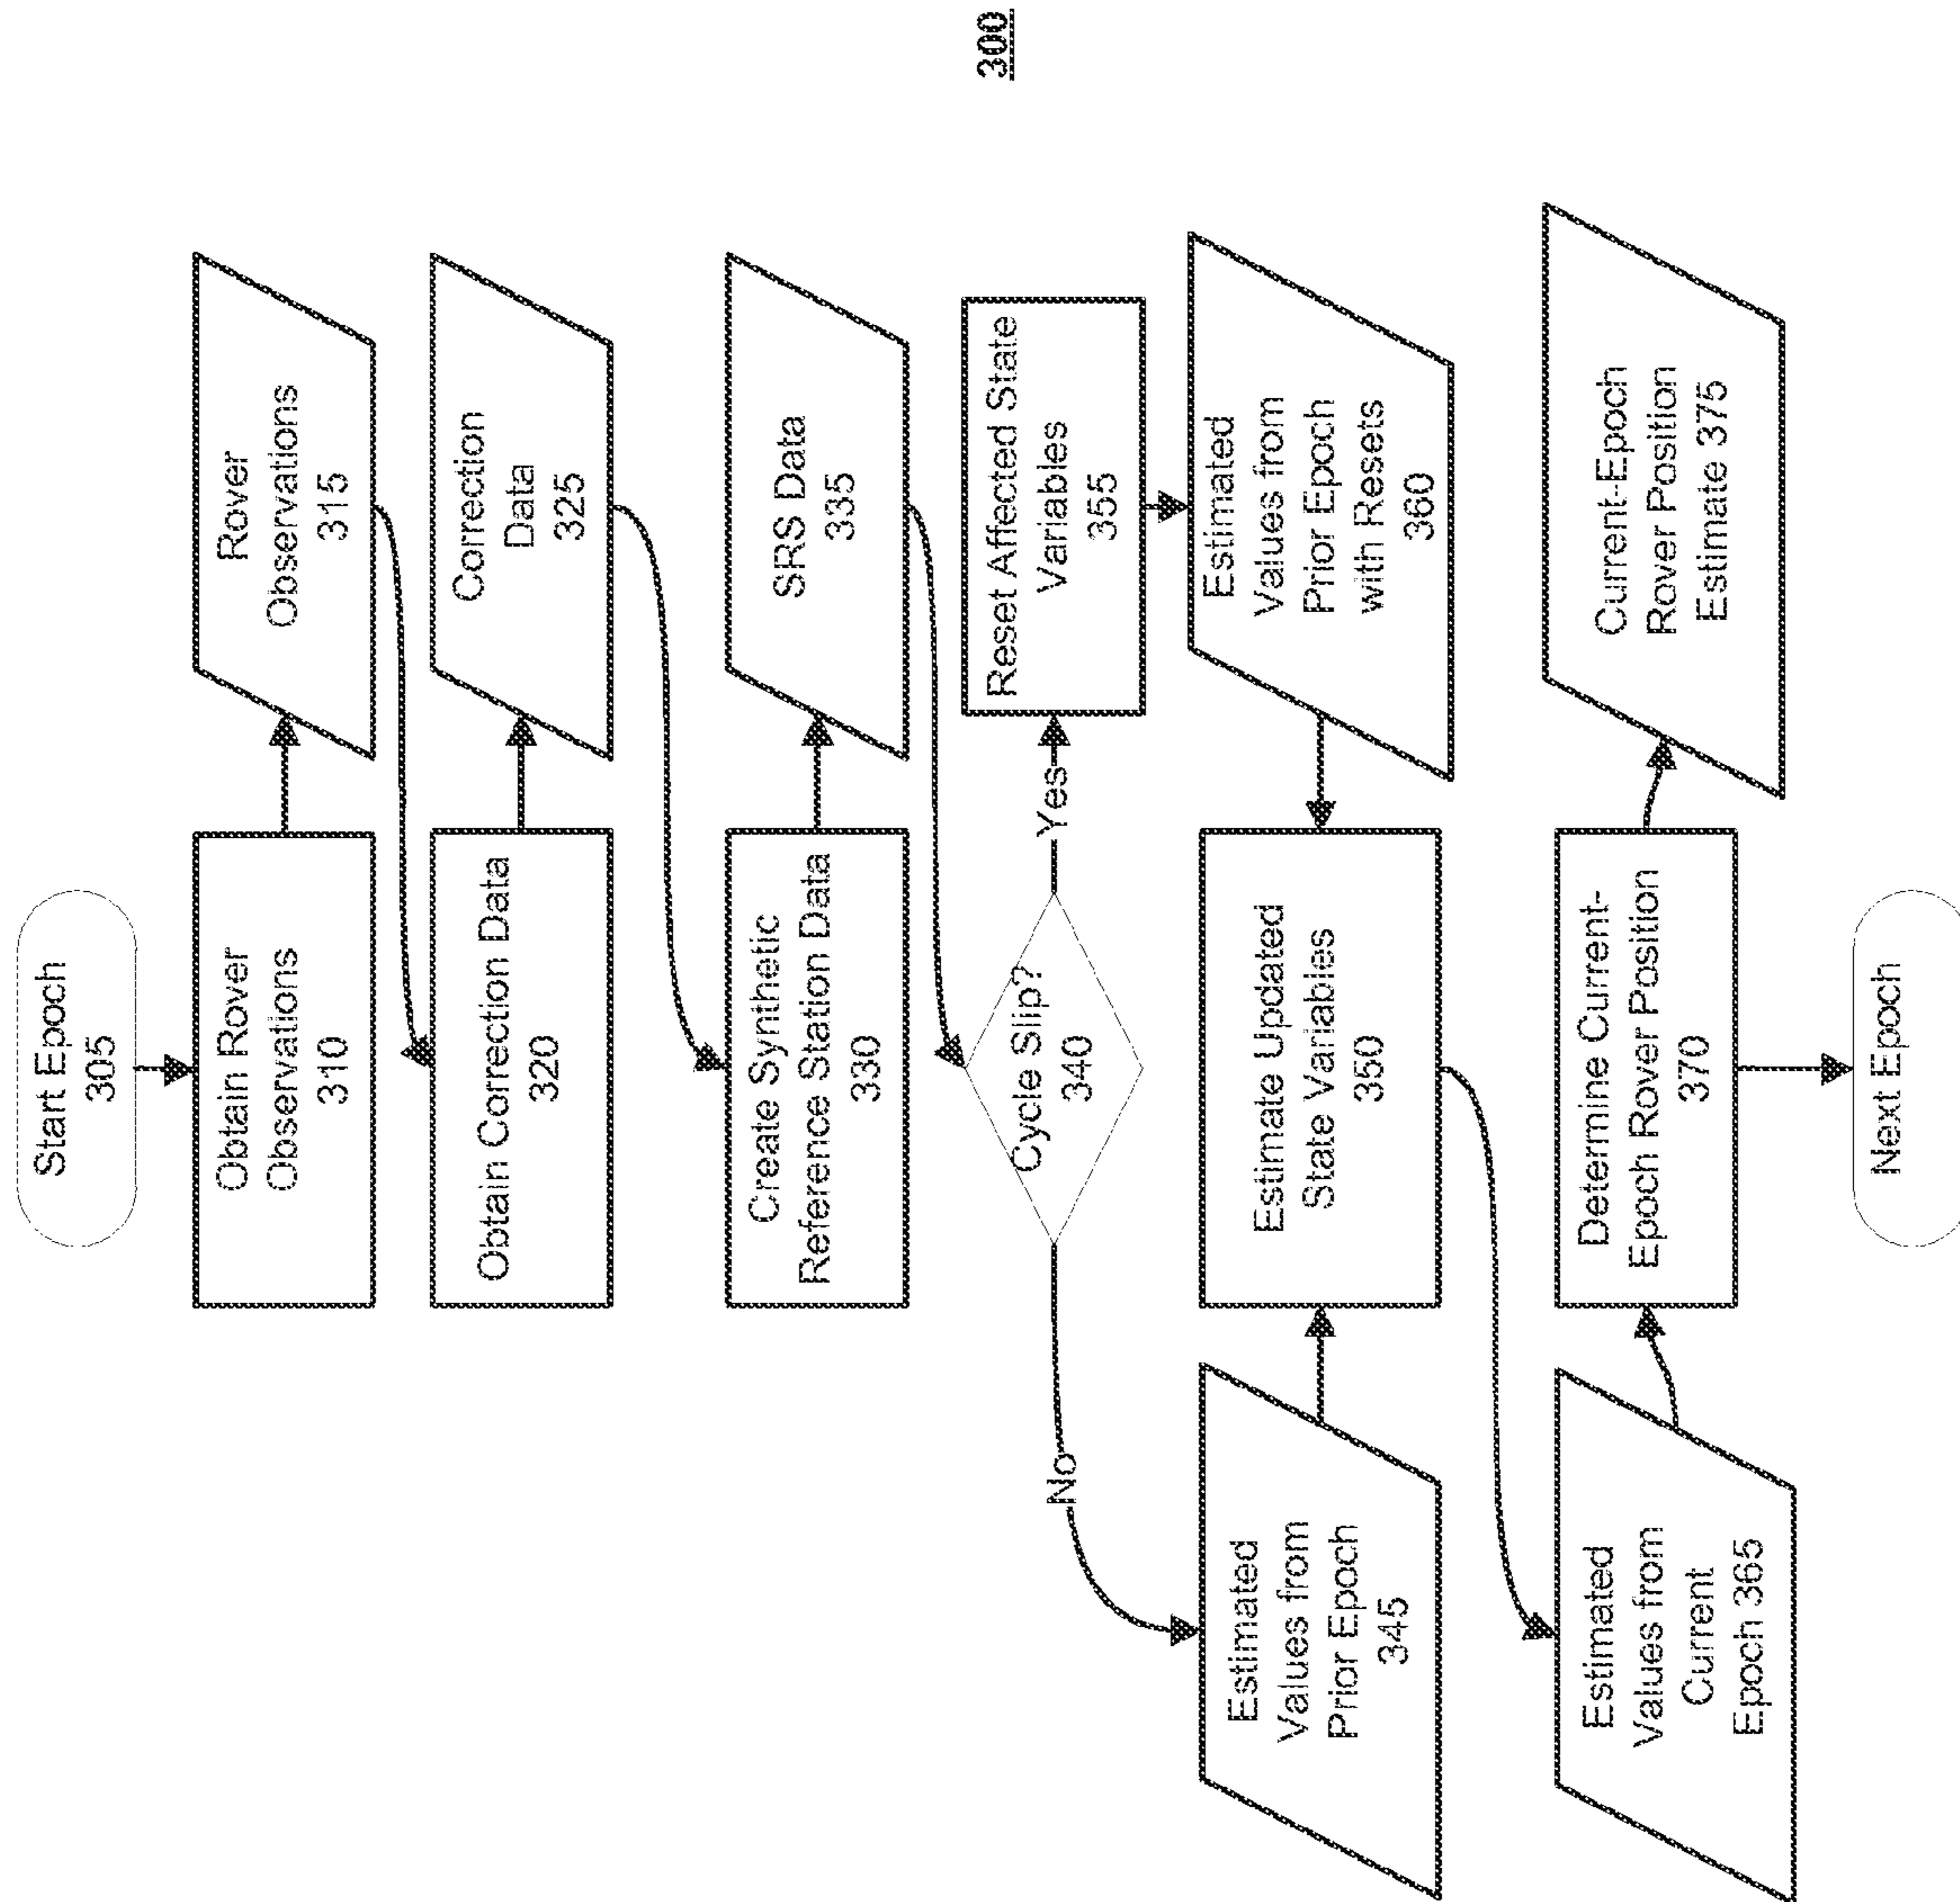 Start Epoch
305
Obtain Rover
Observations
310
Rover
Observations
315
Obtain Correction Data
320
Correction
Data
325
Create Synthetic
Reference Station Data
330
SRS Data
335
Cycle Slip?
340
Yes
Reset Affected State
Variables
355
No
Estimated
Values from
Prior Epoch
345
Estimate Updated
State Variables
350
Estimated
Values from
Prior Epoch
with Resets
360
Estimated
Values from
Current
Epoch 365
Determine Current-
Epoch Rover Position
370
Current-Epoch
Rover Position
Estimate 375
Next Epoch
300